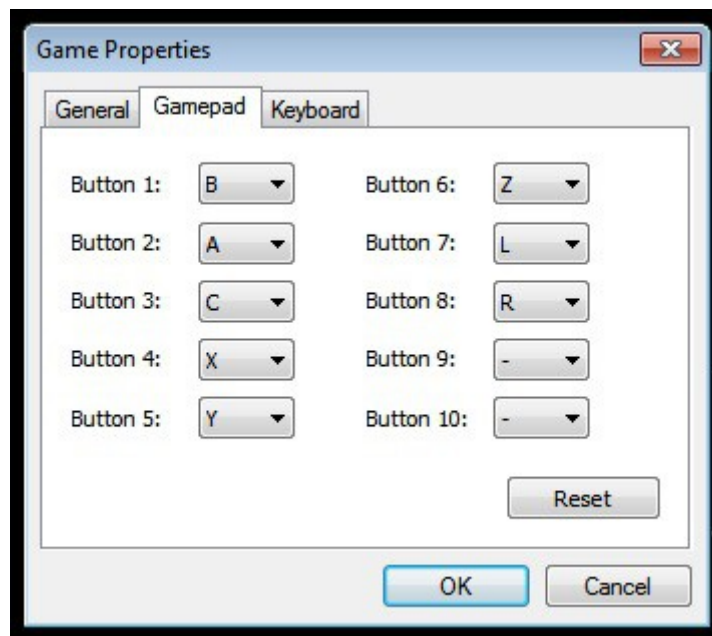 Game Properties
General Gamepad Keyboard
Button 1: B Button 6: Z
Button 2: A Button 7: L
Button 3: C Button 8: R
Button 4: X Button 9: -
Button 5: Y Button 10: -
Reset
OK Cancel